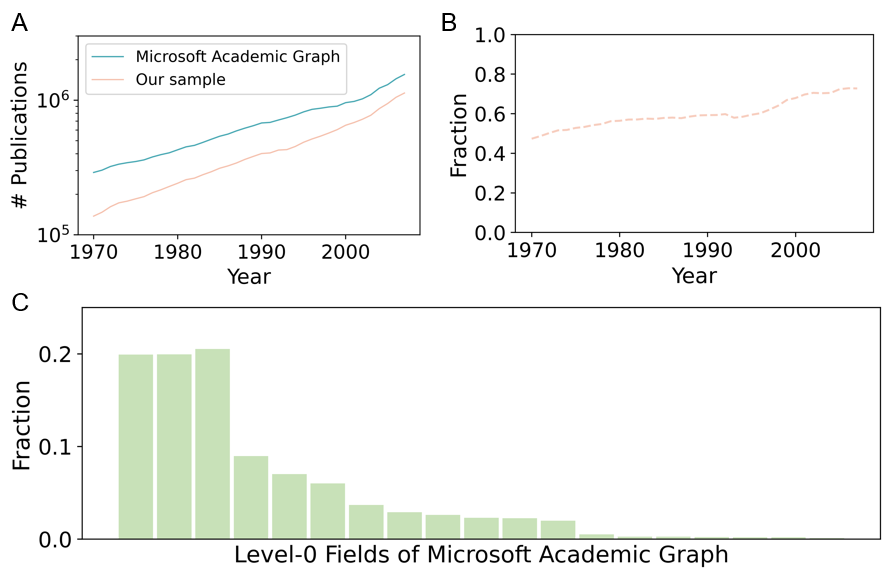 A
# Publications
10^6
10^5
Microsoft Academic Graph
Our sample
1970 1980 1990 2000
Year
B
Fraction
1.0
0.8
0.6
0.4
0.2
0.0
1970 1980 1990 2000
Year
C
Fraction
0.2
0.1
0.0
Level-0 Fields of Microsoft Academic Graph